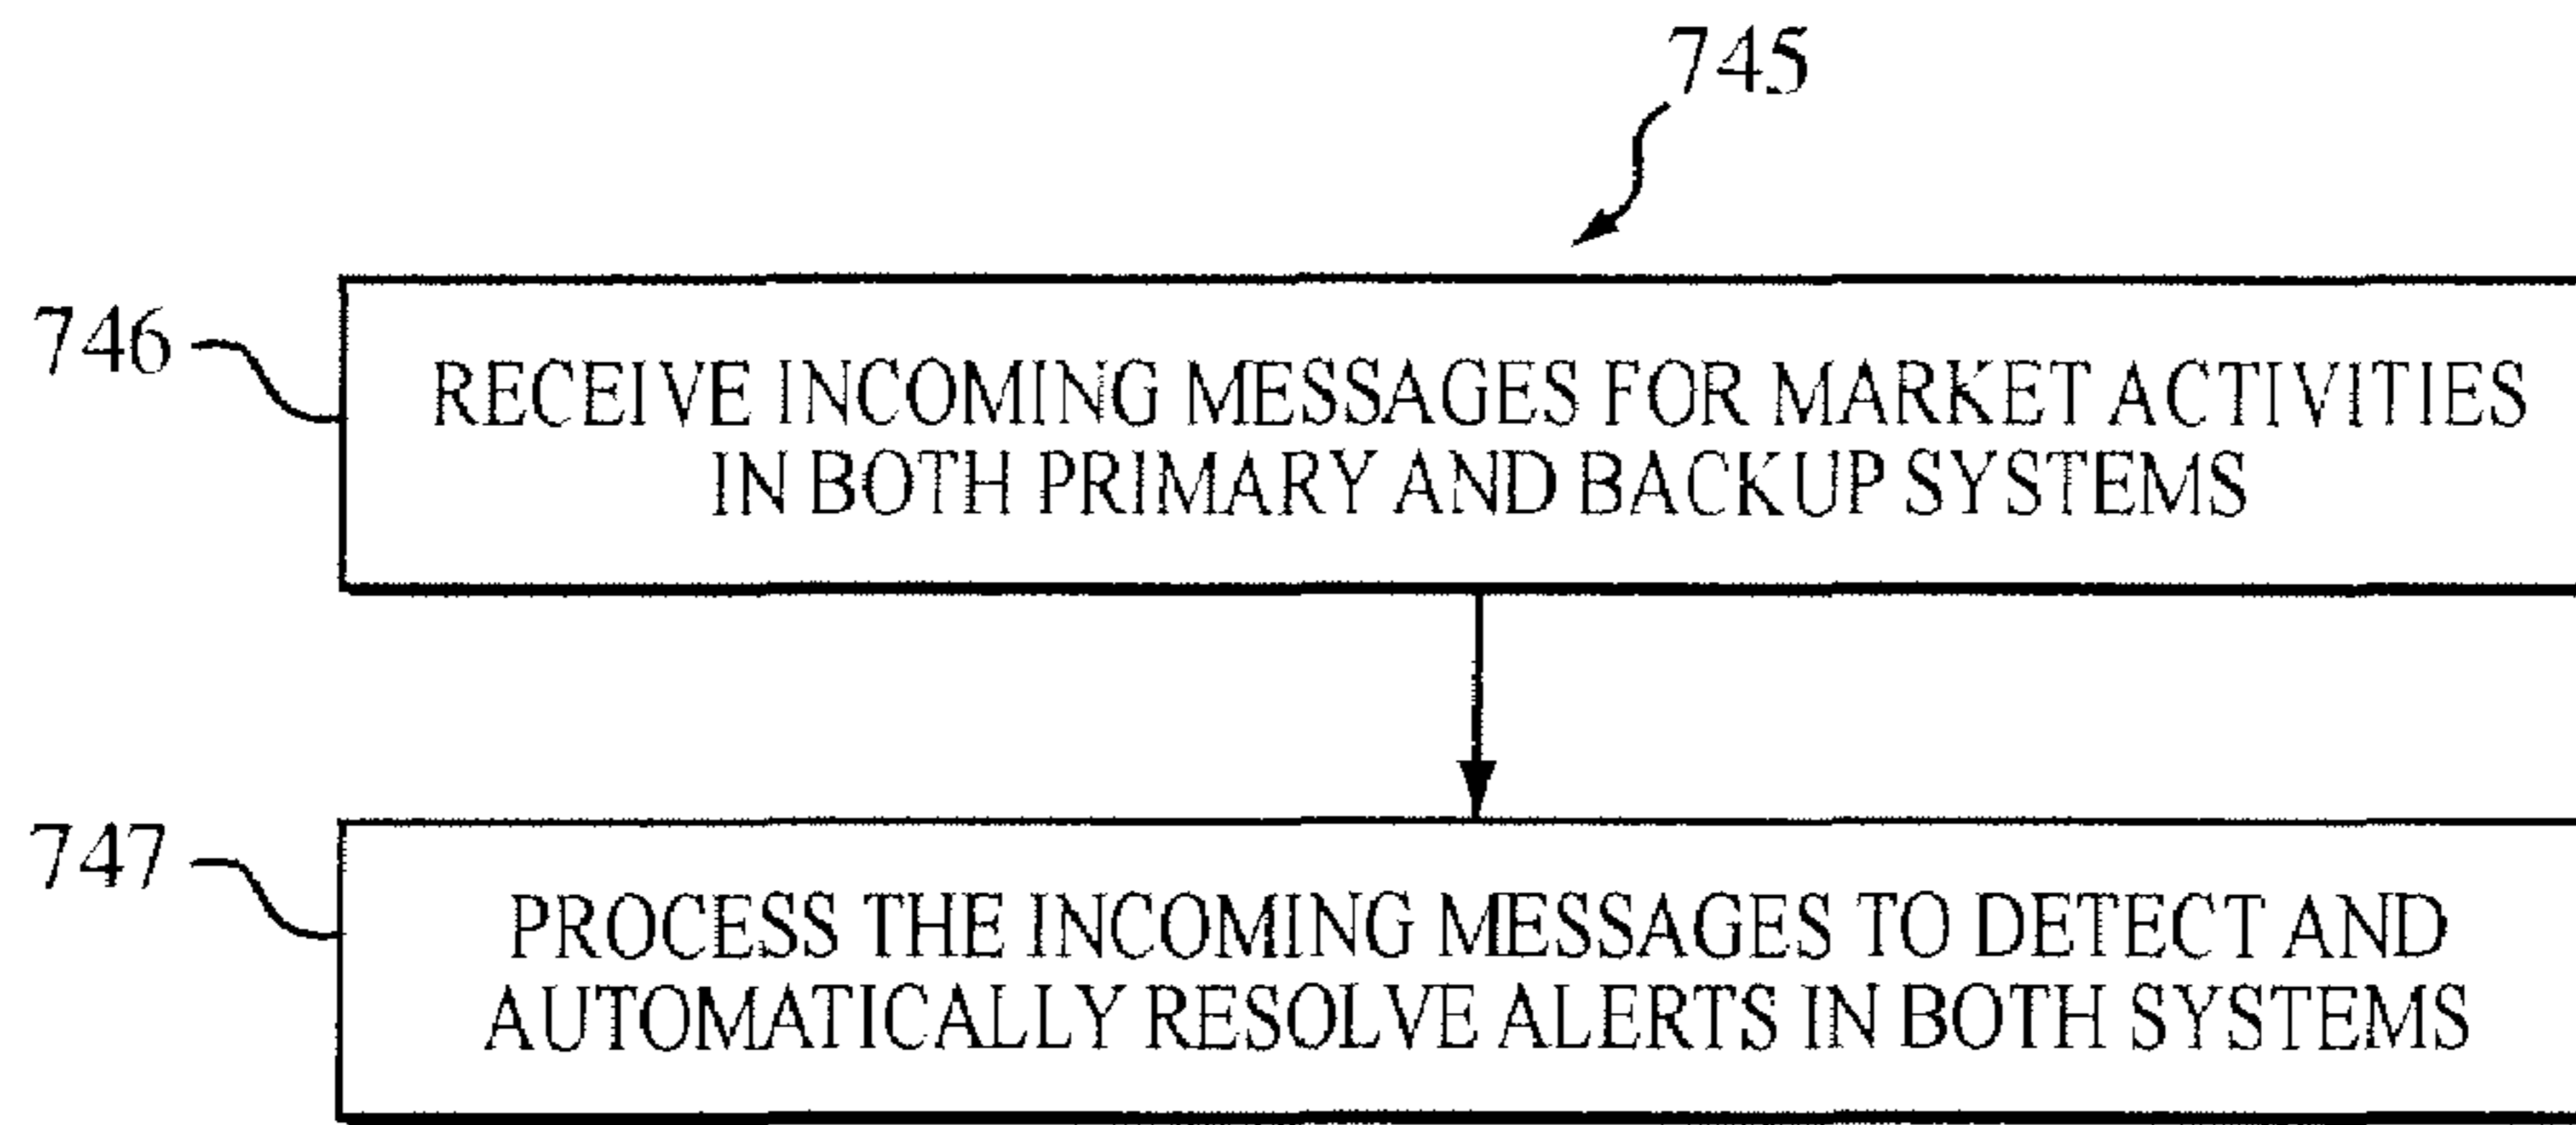 745
746
RECEIVE INCOMING MESSAGES FOR MARKET ACTIVITIES
IN BOTH PRIMARY AND BACKUP SYSTEMS
747
PROCESS THE INCOMING MESSAGES TO DETECT AND
AUTOMATICALLY RESOLVE ALERTS IN BOTH SYSTEMS